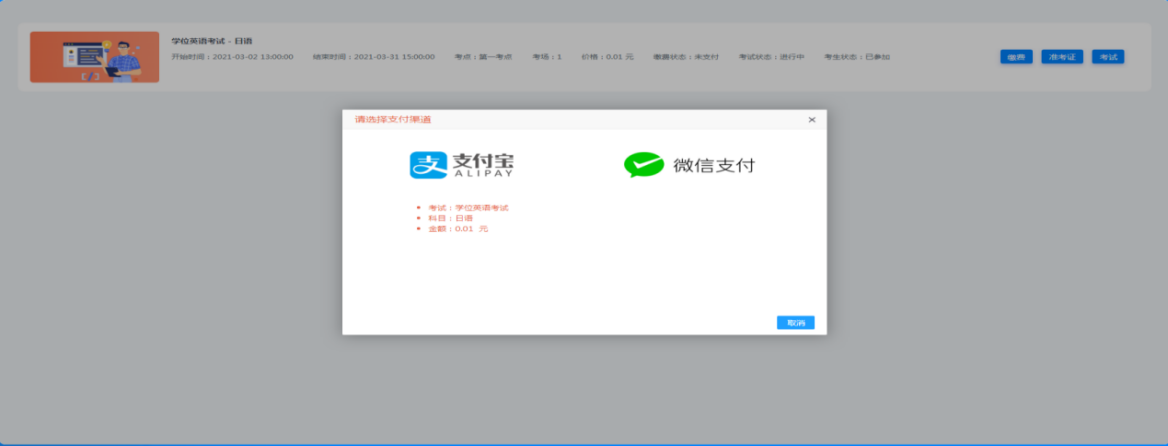 学位英语考试 - 日语
开始时间：2021-03-02 13:00:00 结束时间：2021-03-31 15:00:00 考点：第一考点 考场：1 价格：0.01 元 缴费状态：未支付 考试状态：进行中 考生状态：已参加
缴费 准考证 考试
请选择支付渠道 ×
支付宝 微信支付
ALIPAY
• 考试：学位英语考试
• 科目：日语
• 金额：0.01 元
取消